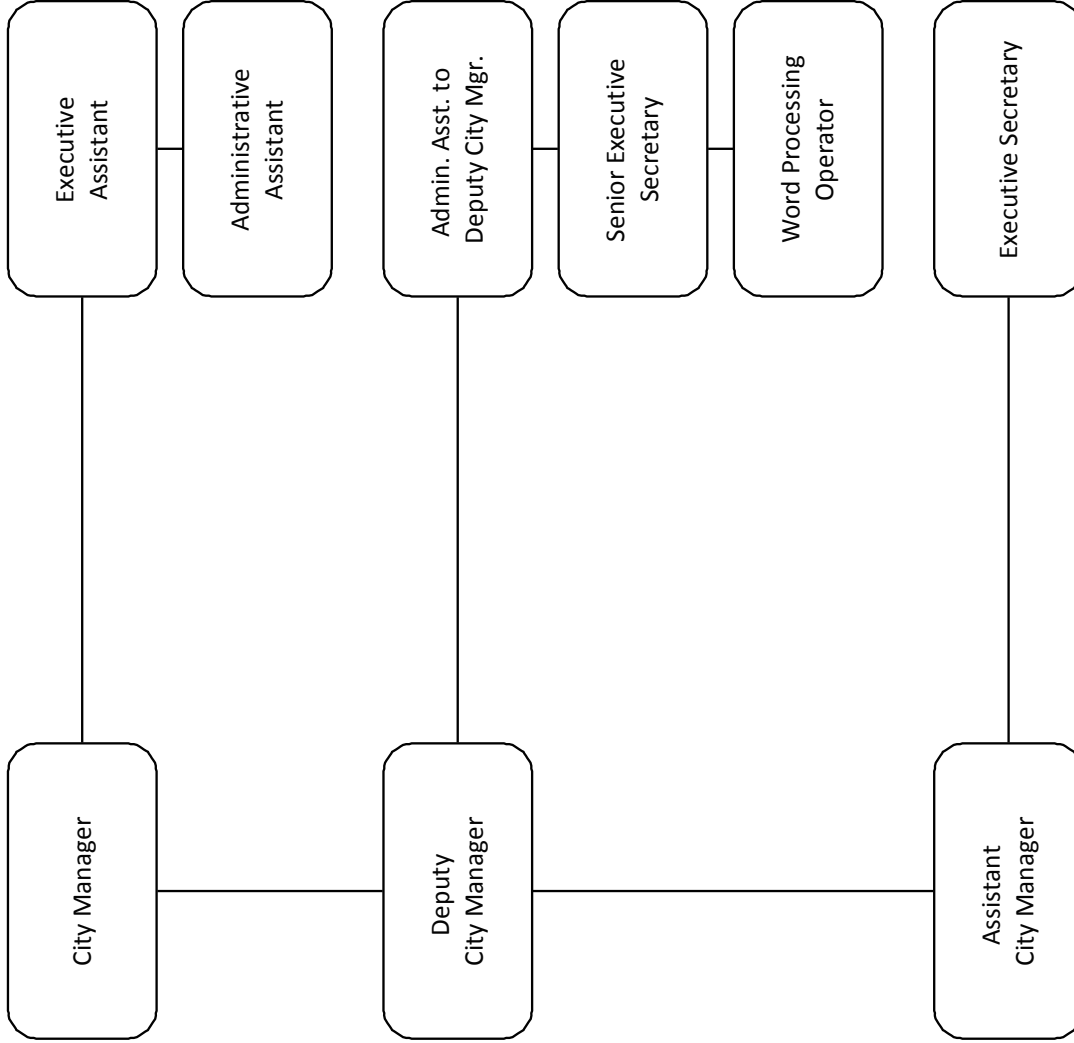 City Manager
Executive
Assistant
Administrative
Assistant
Deputy
City Manager
Admin. Asst. to
Deputy City Mgr.
Senior Executive
Secretary
Word Processing
Operator
Assistant
City Manager
Executive Secretary